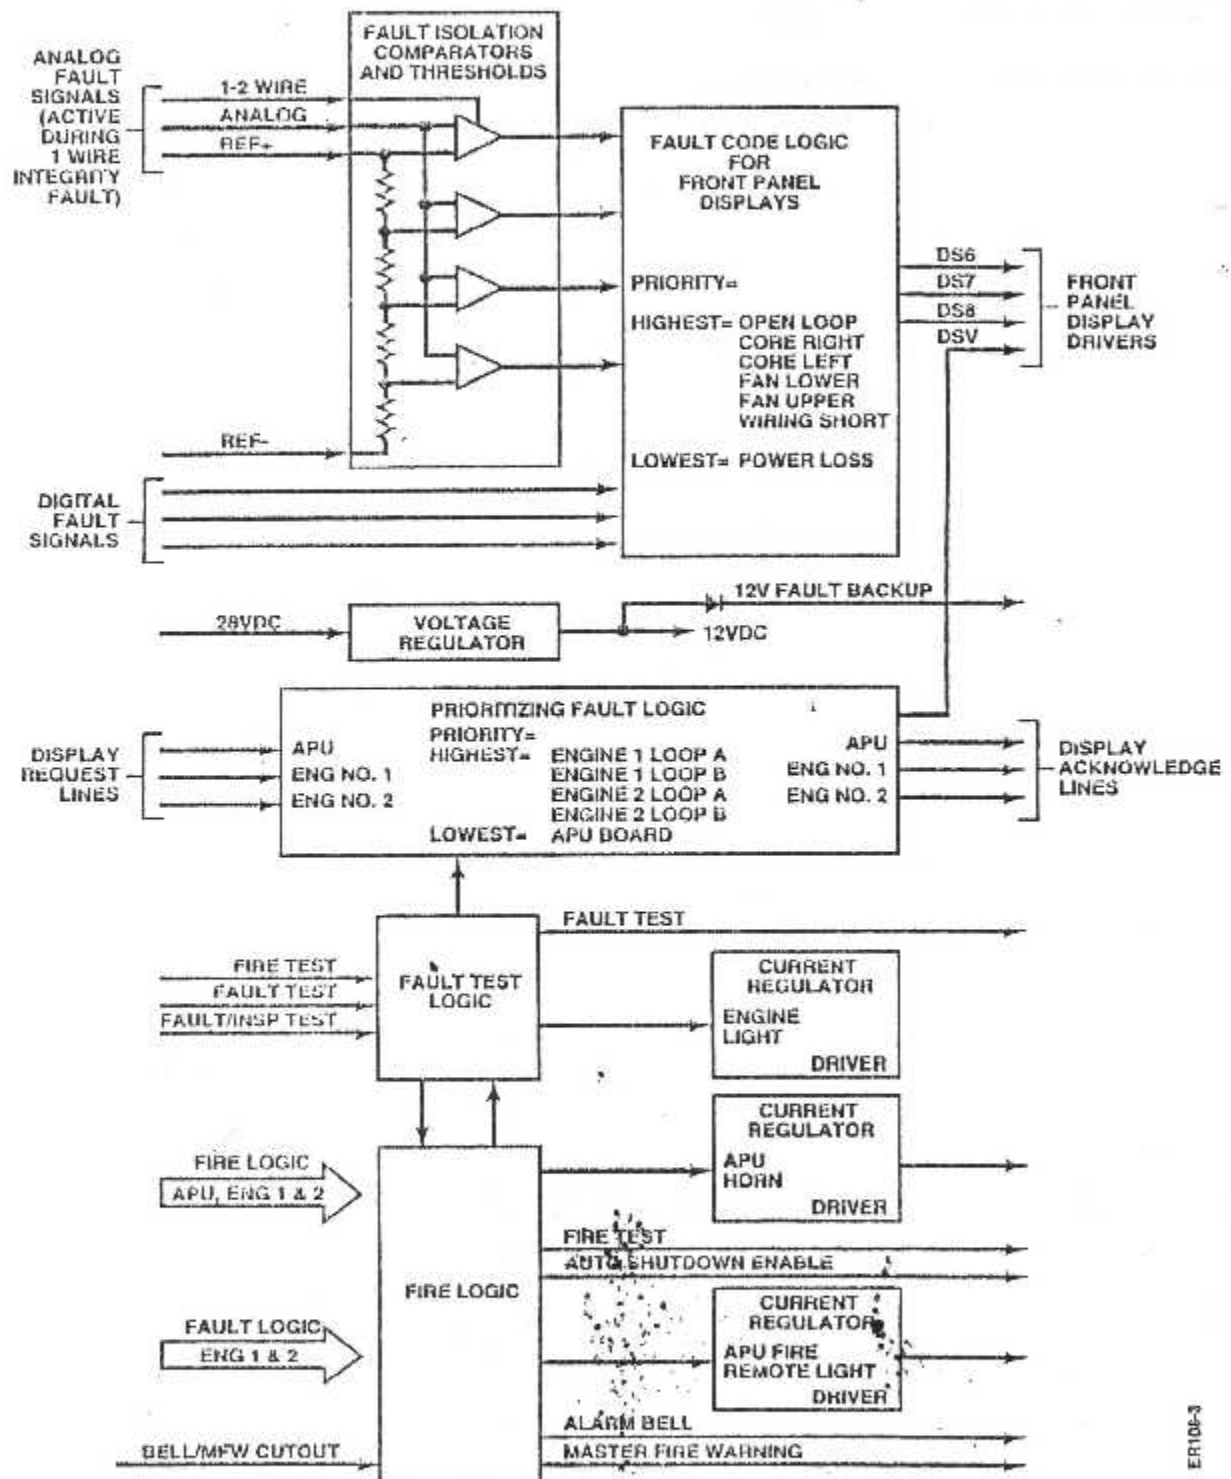 ANALOG
FAULT
SIGNALS
(ACTIVE
DURING
1 WIRE
INTEGRITY
FAULT)
1-2 WIRE
ANALOG
REF+
REF-
FAULT ISOLATION
COMPARATORS
AND THRESHOLDS
FAULT CODE LOGIC
FOR
FRONT PANEL
DISPLAYS
PRIORITY=
HIGHEST= OPEN LOOP
CORE RIGHT
CORE LEFT
FAN LOWER
FAN UPPER
WIRING SHORT
LOWEST= POWER LOSS
DS6
DS7
DS8
DSV
FRONT
PANEL
DISPLAY
DRIVERS
DIGITAL
FAULT
SIGNALS
28VDC
VOLTAGE
REGULATOR
12V FAULT BACKUP
12VDC
DISPLAY
REQUEST
LINES
PRIORITIZING FAULT LOGIC
PRIORITY=
HIGHEST= ENGINE 1 LOOP A
ENGINE 1 LOOP B
ENGINE 2 LOOP A
ENGINE 2 LOOP B
LOWEST= APU BOARD
APU
ENG NO. 1
ENG NO. 2
APU
ENG NO. 1
ENG NO. 2
DISPLAY
ACKNOWLEDGE
LINES
FIRE TEST
FAULT TEST
FAULT/INSP TEST
FAULT TEST
LOGIC
FAULT TEST
CURRENT
REGULATOR
ENGINE
LIGHT
DRIVER
CURRENT
REGULATOR
APU
HORN
DRIVER
FIRE LOGIC
APU, ENG 1 & 2
FIRE LOGIC
FIRE TEST
AUTO SHUTDOWN ENABLE
CURRENT
REGULATOR
APU FIRE
REMOTE LIGHT
DRIVER
FAULT LOGIC
ENG 1 & 2
ALARM BELL
BELL/MFW CUTOUT
MASTER FIRE WARNING
ER108-3